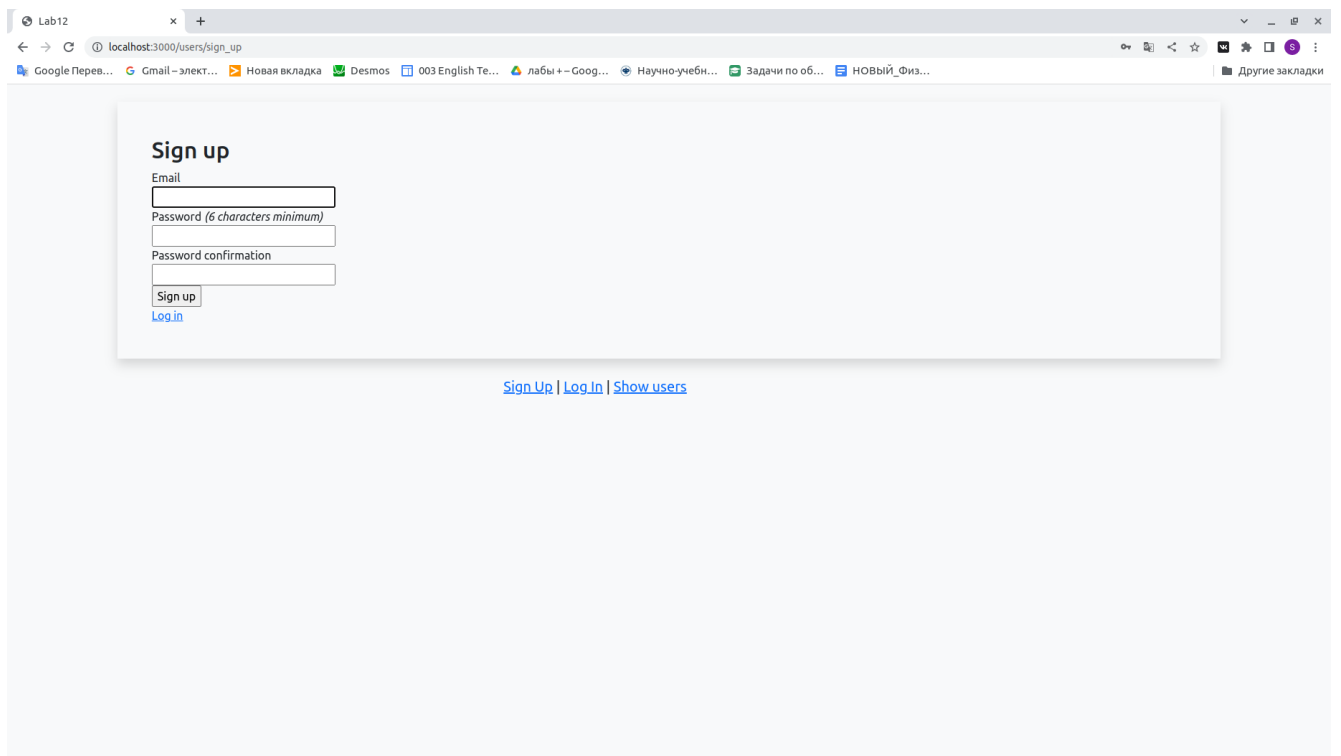 Lab12
localhost:3000/users/sign_up
Google Перев... Gmail – элект... Новая вкладка Desmos 003 English Te... лабы + – Goog... Научно-учебн... Задачи по об... НОВЫЙ_Физ... Другие закладки
Sign up
Email
Password (6 characters minimum)
Password confirmation
Sign up
Log in
Sign Up | Log In | Show users